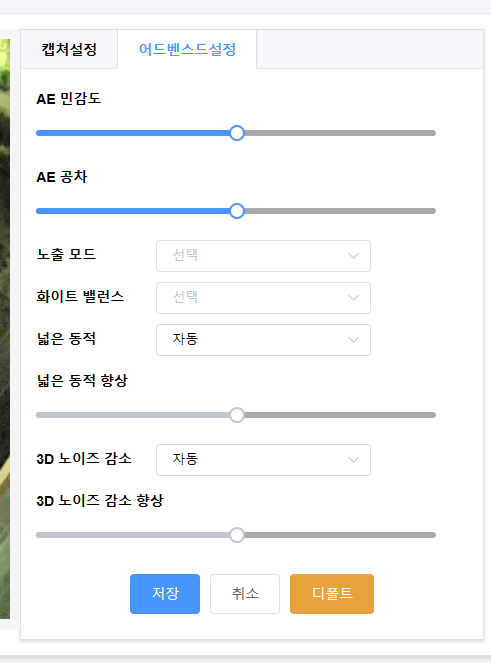 캡쳐설정
어드벤스드설정
AE 민감도
AE 공차
노출 모드
선택
화이트 밸런스
선택
넓은 동적
자동
넓은 동적 향상
3D 노이즈 감소
자동
3D 노이즈 감소 향상
저장
취소
디폴트